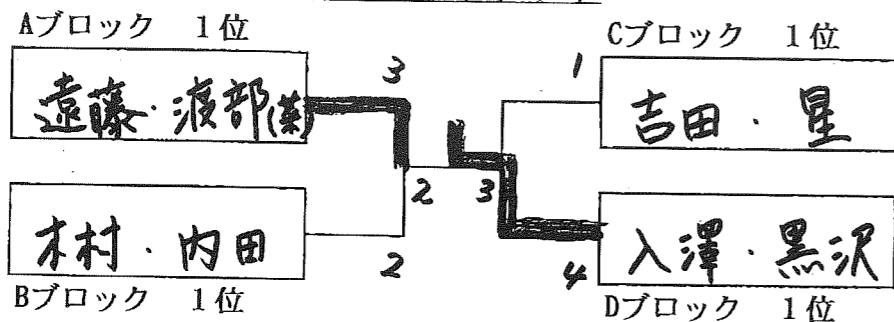 Aブロック 1位
Cブロック 1位
遠藤・渡部(菜)
3
1
吉田・星
2
3
木村・内田
2
4
入澤・黒沢
Bブロック 1位
Dブロック 1位